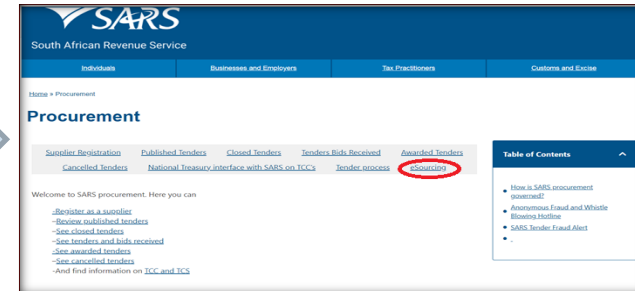 SARS
South African Revenue Service
Individuals Businesses and Employers Tax Practitioners Customs and Excise
Home » Procurement
Procurement
Supplier Registration Published Tenders Closed Tenders Tenders Bids Received Awarded Tenders
Cancelled Tenders National Treasury interface with SARS on TCC's Tender process eSourcing
Welcome to SARS procurement. Here you can
-Register as a supplier
-Review published tenders
-See closed tenders
-See tenders and bids received
-See awarded tenders
-See cancelled tenders
-And find information on TCC and TCS
Table of Contents
How is SARS procurement
governed?
Anonymous Fraud and Whistle
Blowing Hotline
SARS Tender Fraud Alert
.